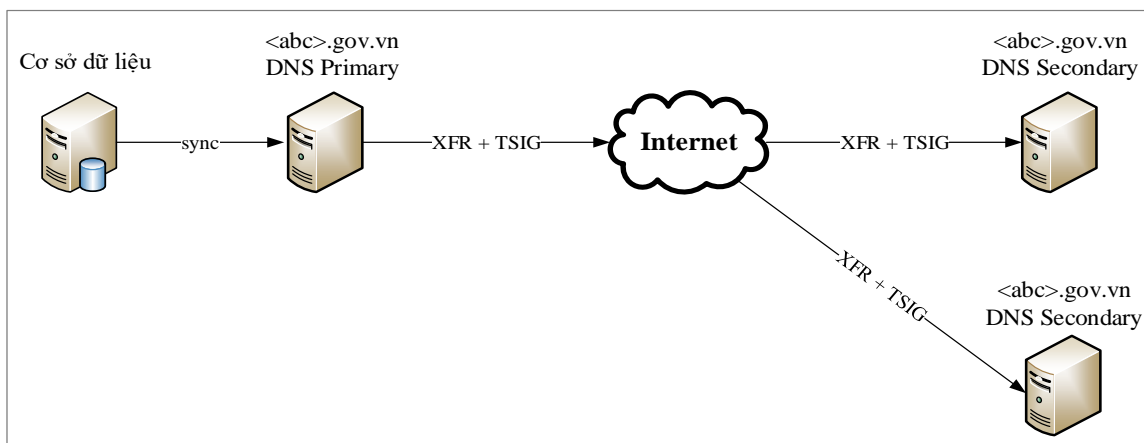 Cơ sở dữ liệu
sync
<abc>.gov.vn
DNS Primary
XFR + TSIG
Internet
XFR + TSIG
<abc>.gov.vn
DNS Secondary
XFR + TSIG
<abc>.gov.vn
DNS Secondary